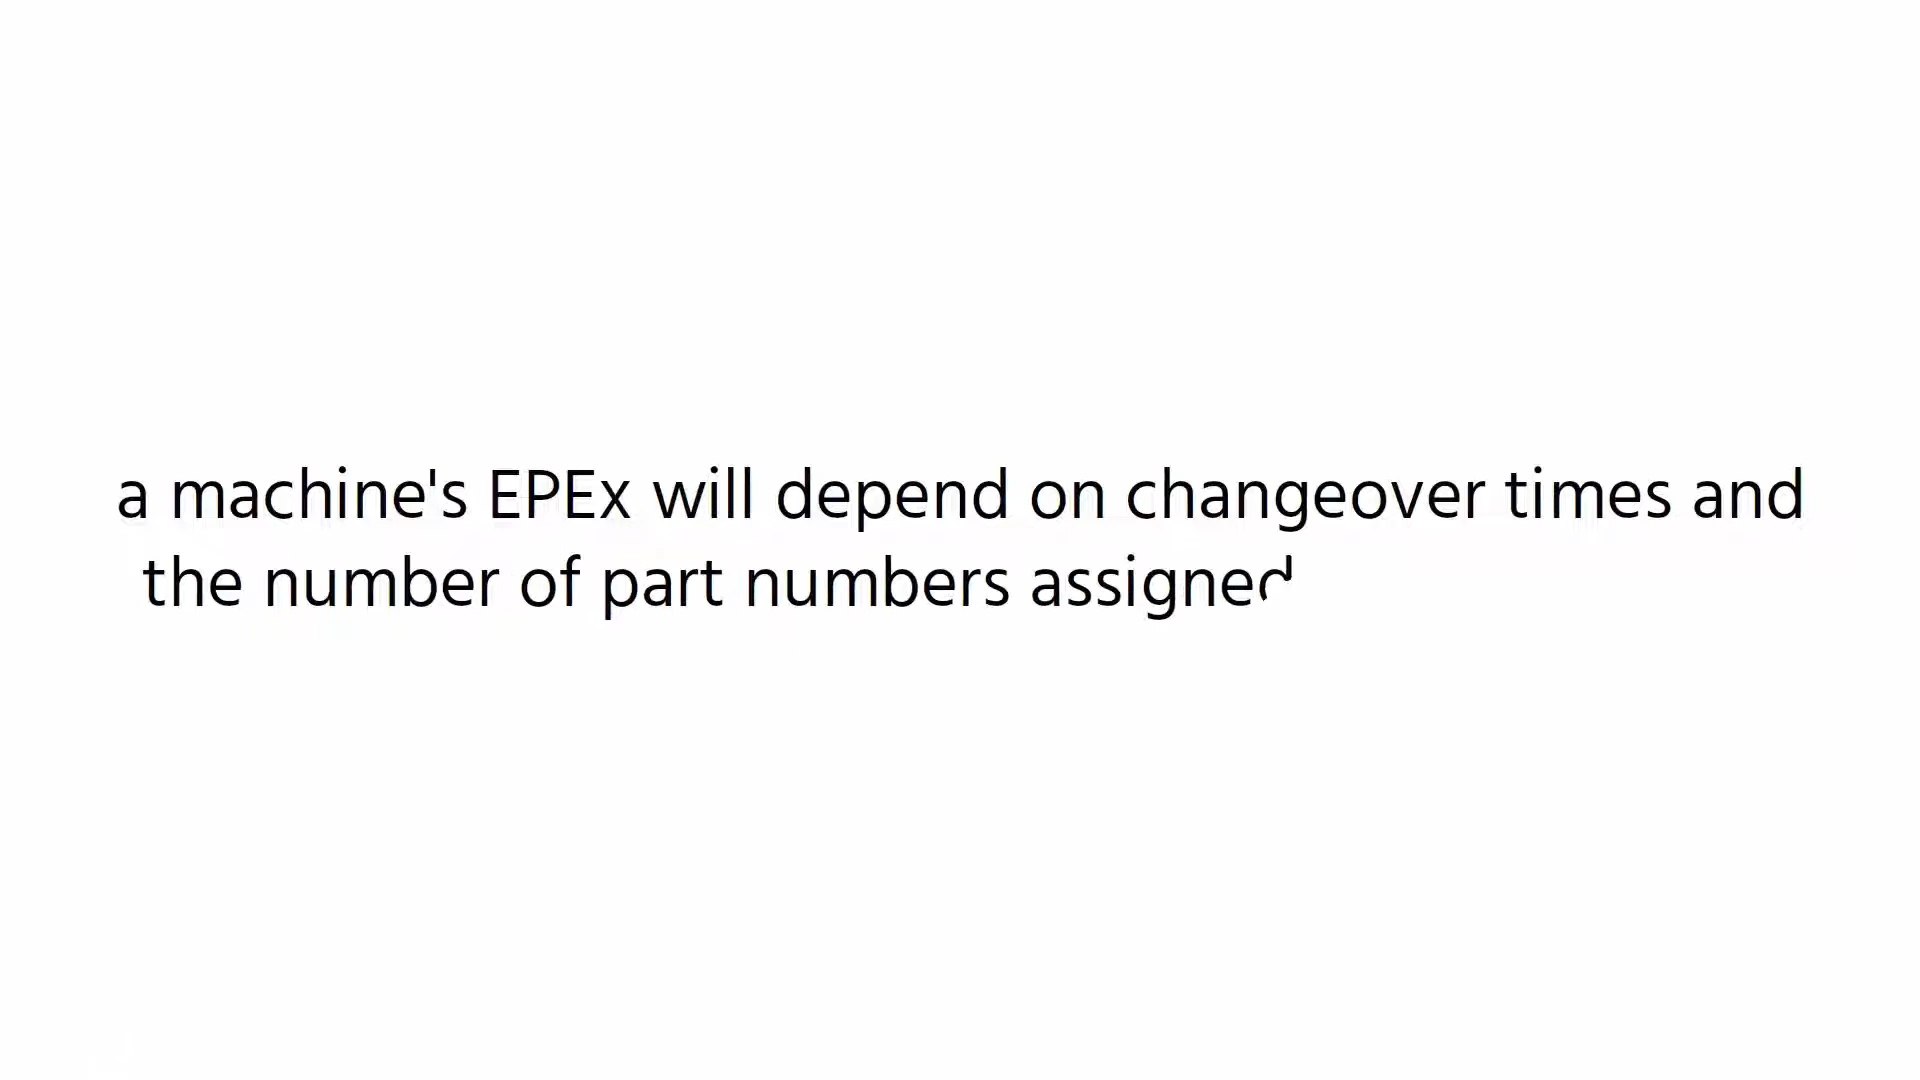 a machine's EPEx will depend on changeover times and
the number of part numbers assigned